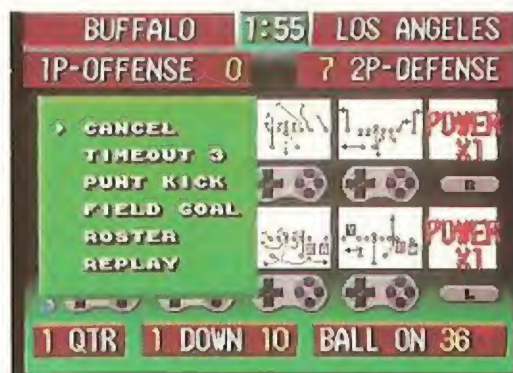 BUFFALO 1:55 LOS ANGELES
1P-OFFENSE 0 7 2P-DEFENSE
CANCEL
TIMEOUT 3
PUNT KICK
FIELD GOAL
ROSTER
REPLAY
POWER X1
R
POWER X1
L
1 QTR 1 DOWN 10 BALL ON 36